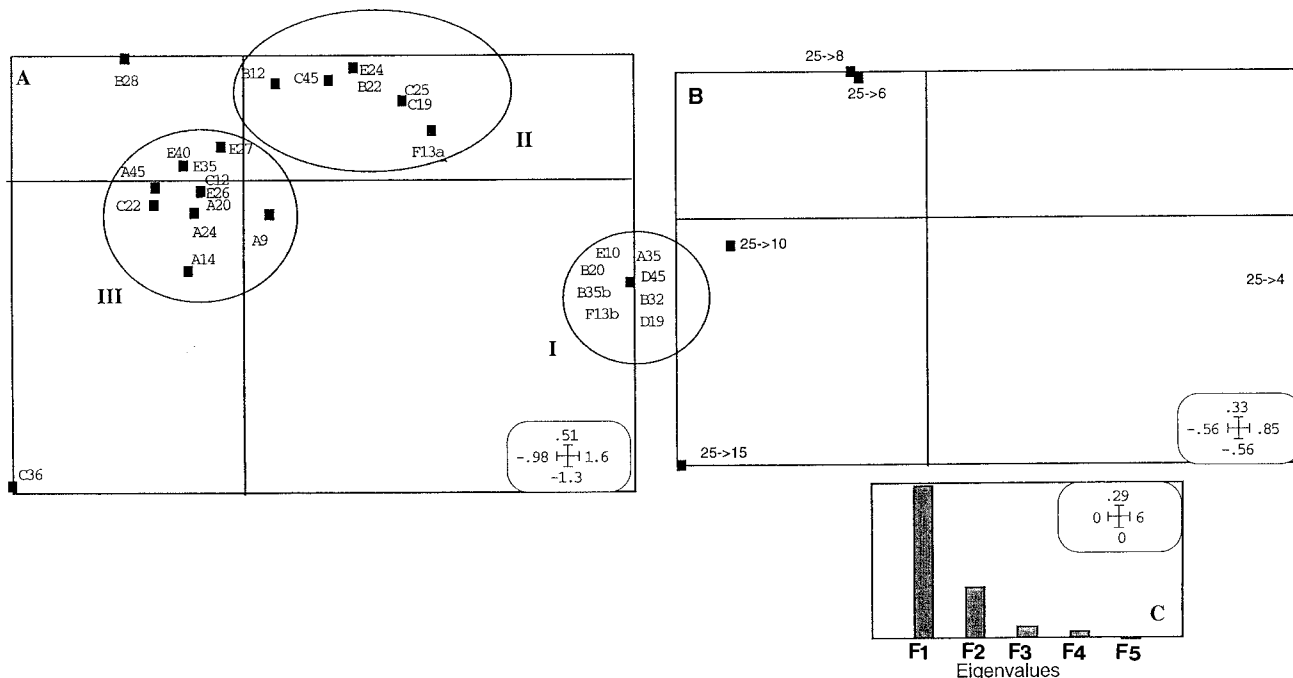 A
B28
B12
C45
E24
B22
C25
C19
F13a
II
E27
E40
E35
A45
C12
E26
C22
A20
A24
A9
A14
III
E10
A35
B20
D45
B35b
B32
F13b
D19
I
C36
.51
-.98
1.6
-1.3
25->8
25->6
B
25->10
25->4
25->15
.33
-.56
.85
-.56
.29
0
6
0
C
F1 F2 F3 F4 F5
Eigenvalues